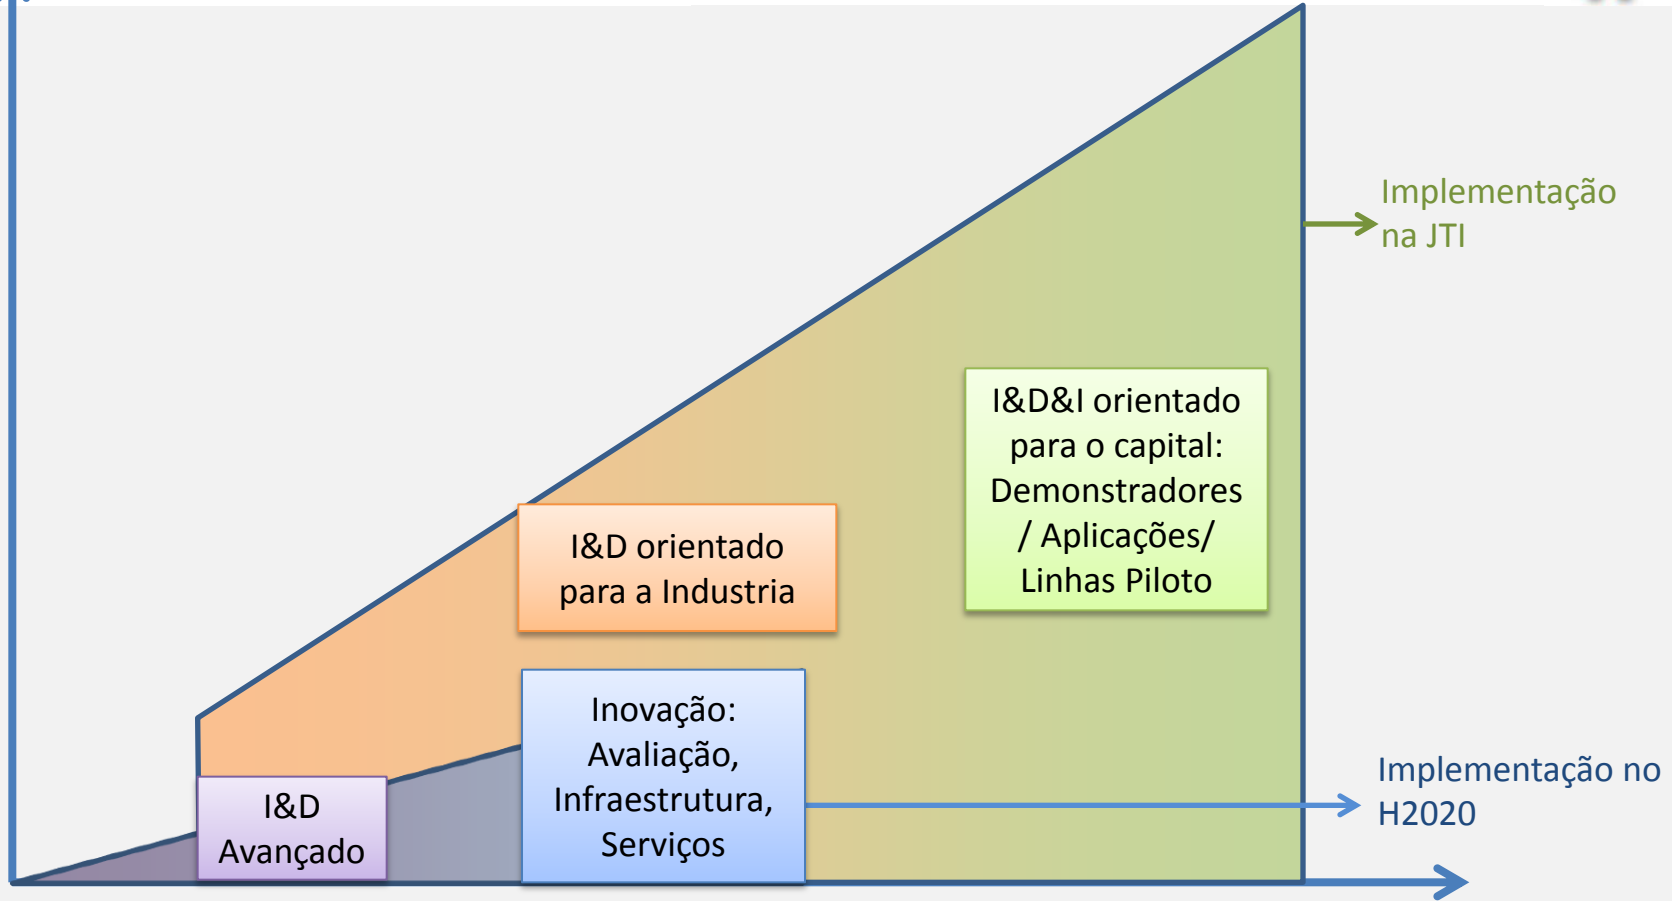 Implementação
na JTI
I&D&I orientado
para o capital:
Demonstradores
/ Aplicações/
Linhas Piloto
I&D orientado
para a Industria
Inovação:
Avaliação,
Infraestrutura,
Serviços
Implementação no
H2020
I&D
Avançado